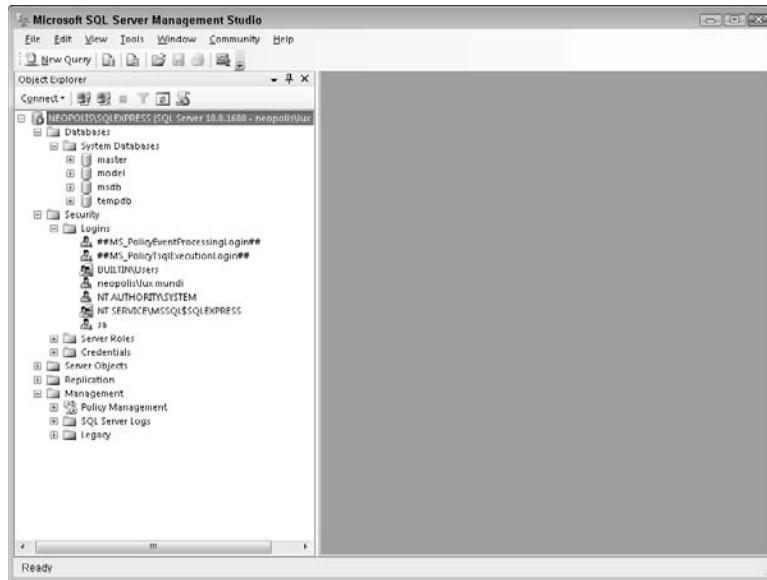 Microsoft SQL Server Management Studio
File Edit View Tools Window Community Help
New Query
Object Explorer
Connect
NEOPOLIS\SQLEXPRESS (SQL Server 10.0.1600 - neopolis\lux
Databases
System Databases
master
model
msdb
tempdb
Security
Logins
##MS_PolicyEventProcessingLogin##
##MS_PolicyTsqlExecutionLogin##
BUILTIN\Users
neopolis\lux mundi
NT AUTHORITY\SYSTEM
NT SERVICE\MSSQL$SQLEXPRESS
sa
Server Roles
Credentials
Server Objects
Replication
Management
Policy Management
SQL Server Logs
Legacy
Ready